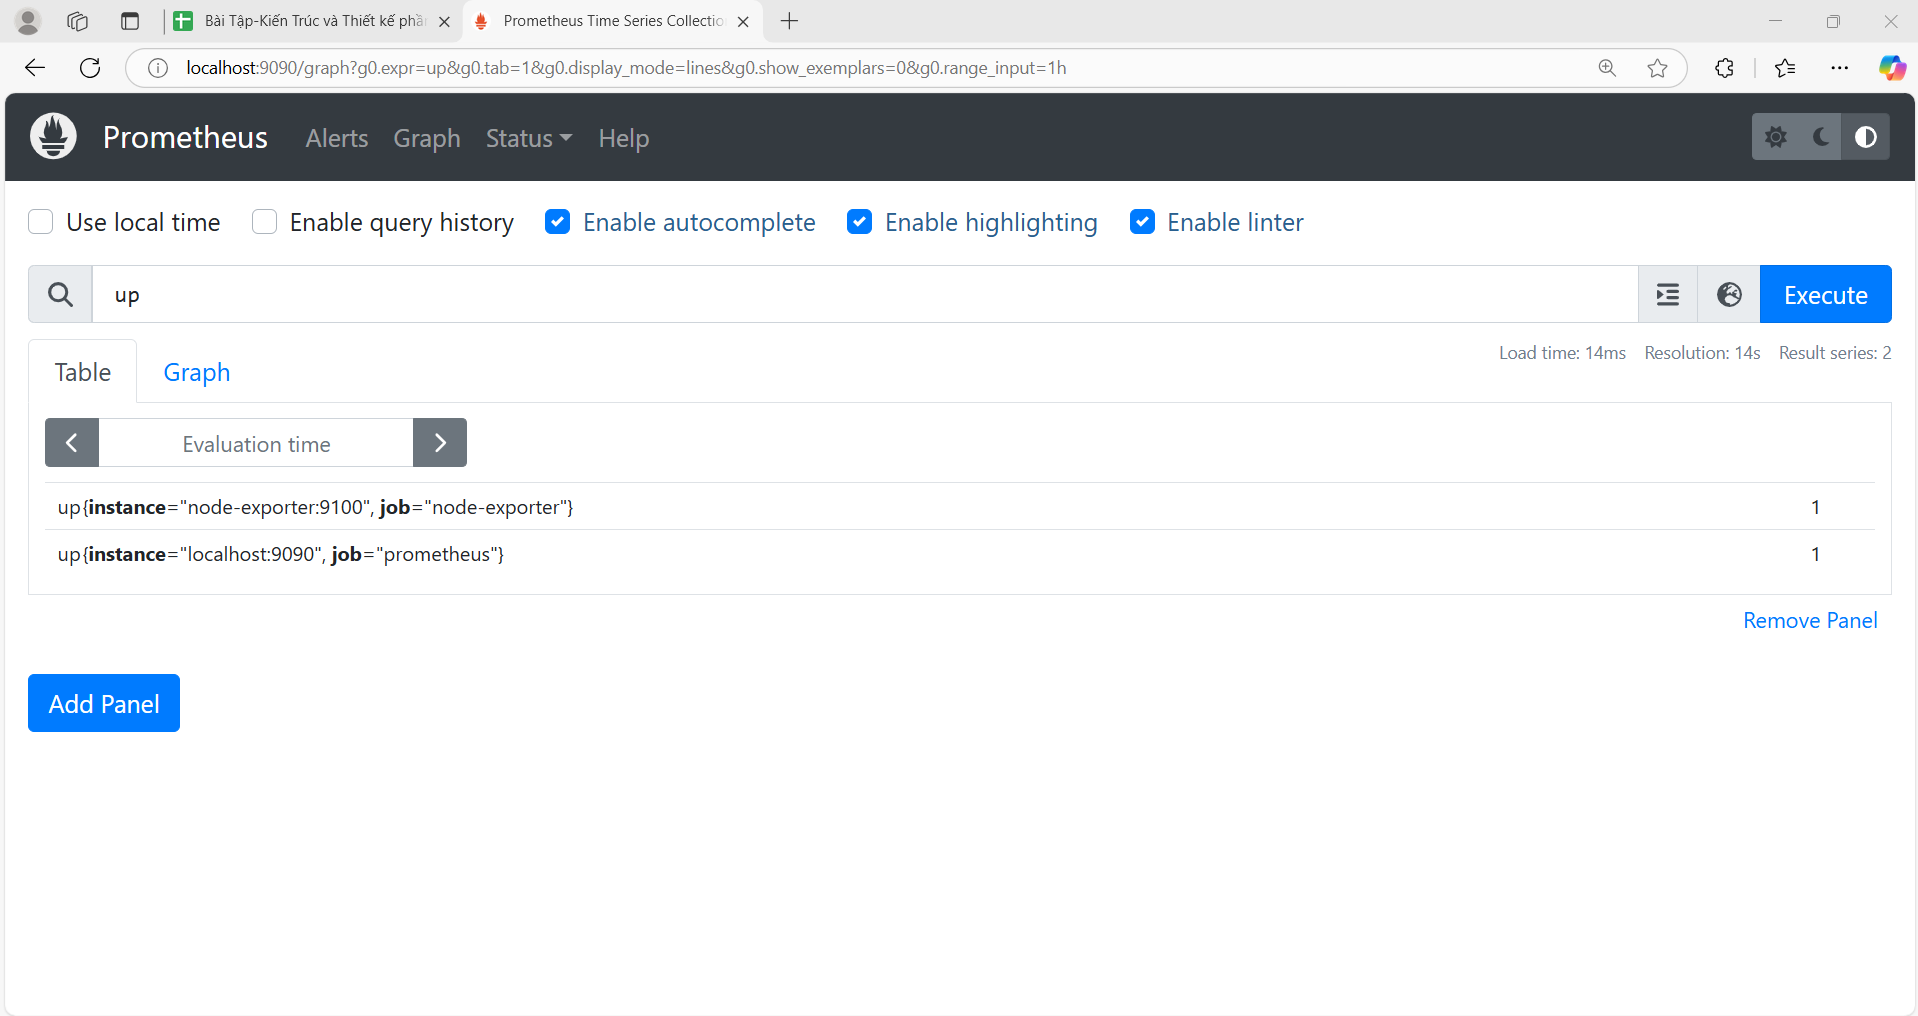 Bài Tập-Kiến Trúc và Thiết kế phần
Prometheus Time Series Collectio
localhost:9090/graph?g0.expr=up&g0.tab=1&g0.display_mode=lines&g0.show_exemplars=0&g0.range_input=1h
Prometheus Alerts Graph Status Help
Use local time Enable query history Enable autocomplete Enable highlighting Enable linter
up Execute
Load time: 14ms Resolution: 14s Result series: 2
Table Graph
Evaluation time
up{instance="node-exporter:9100", job="node-exporter"} 1
up{instance="localhost:9090", job="prometheus"} 1
Remove Panel
Add Panel